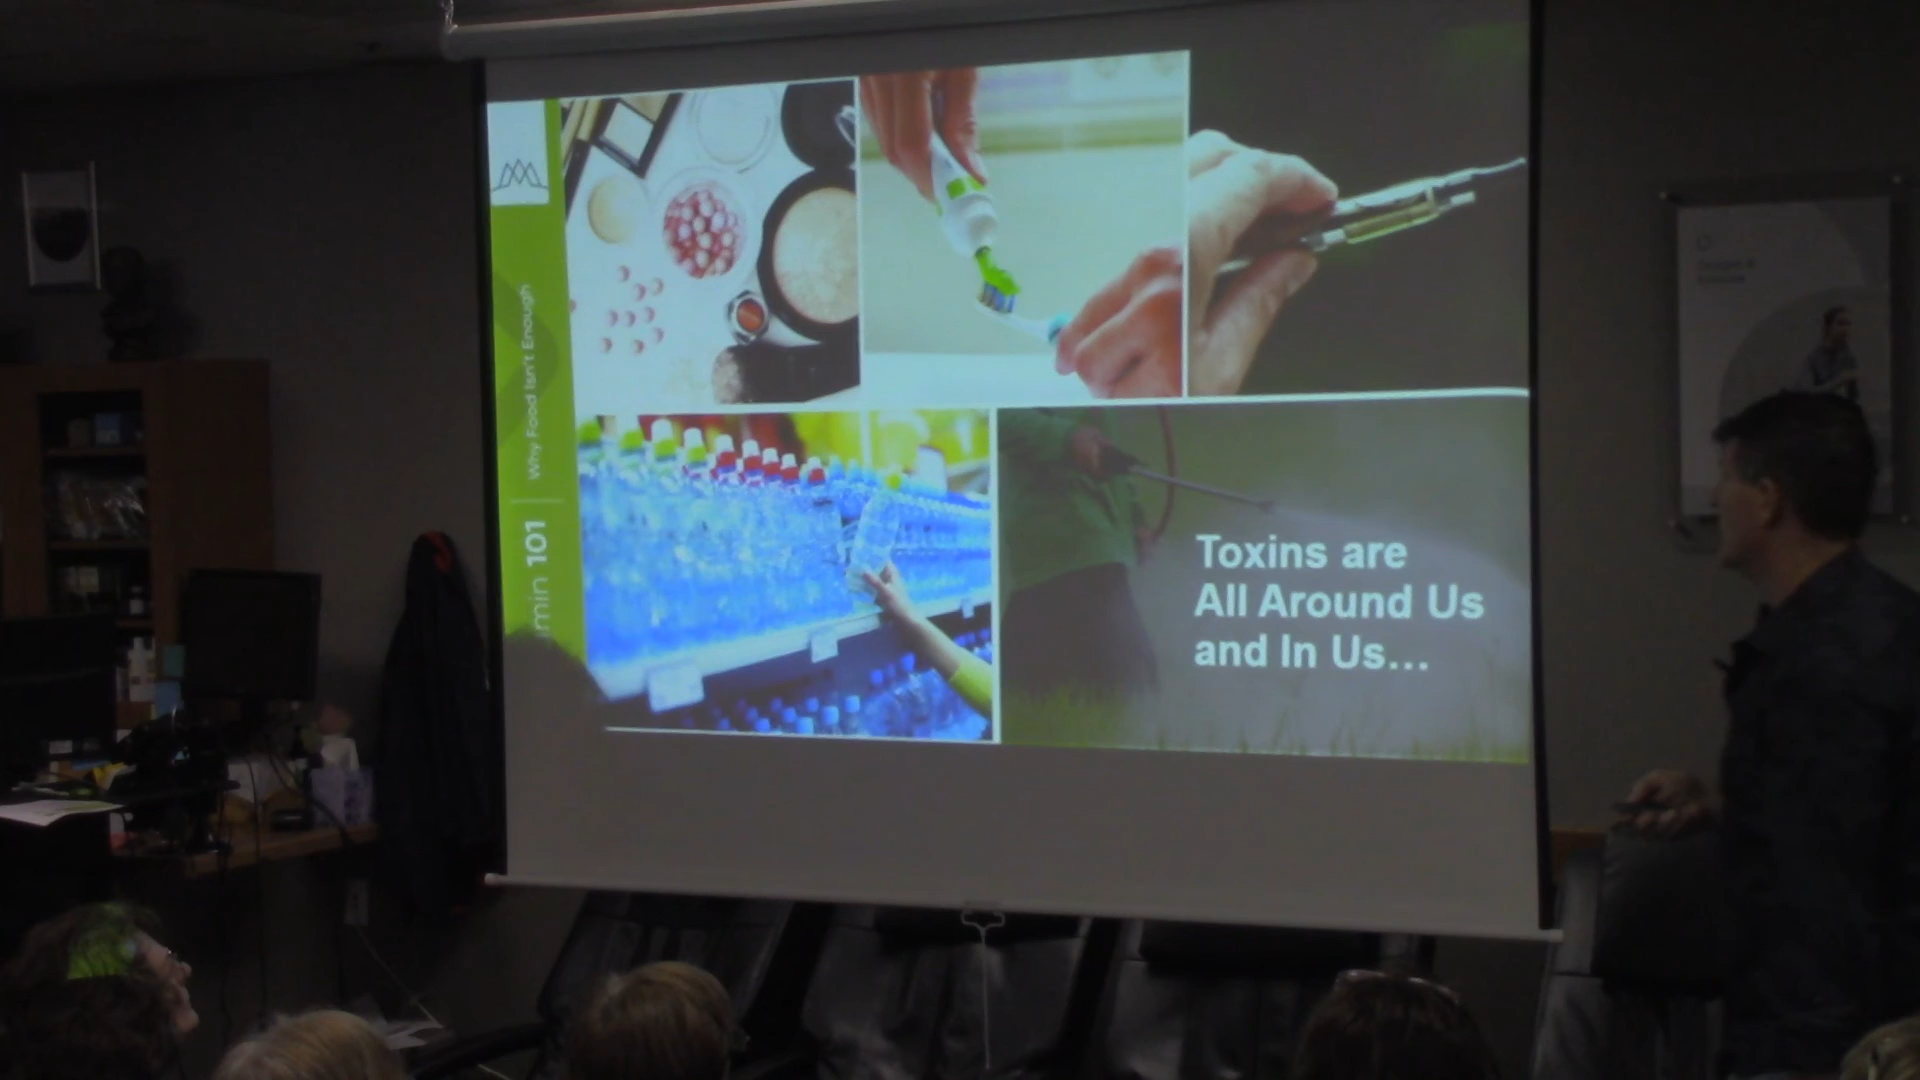 Why Food Isn't Enough
min 101
Toxins are
All Around Us
and In Us...